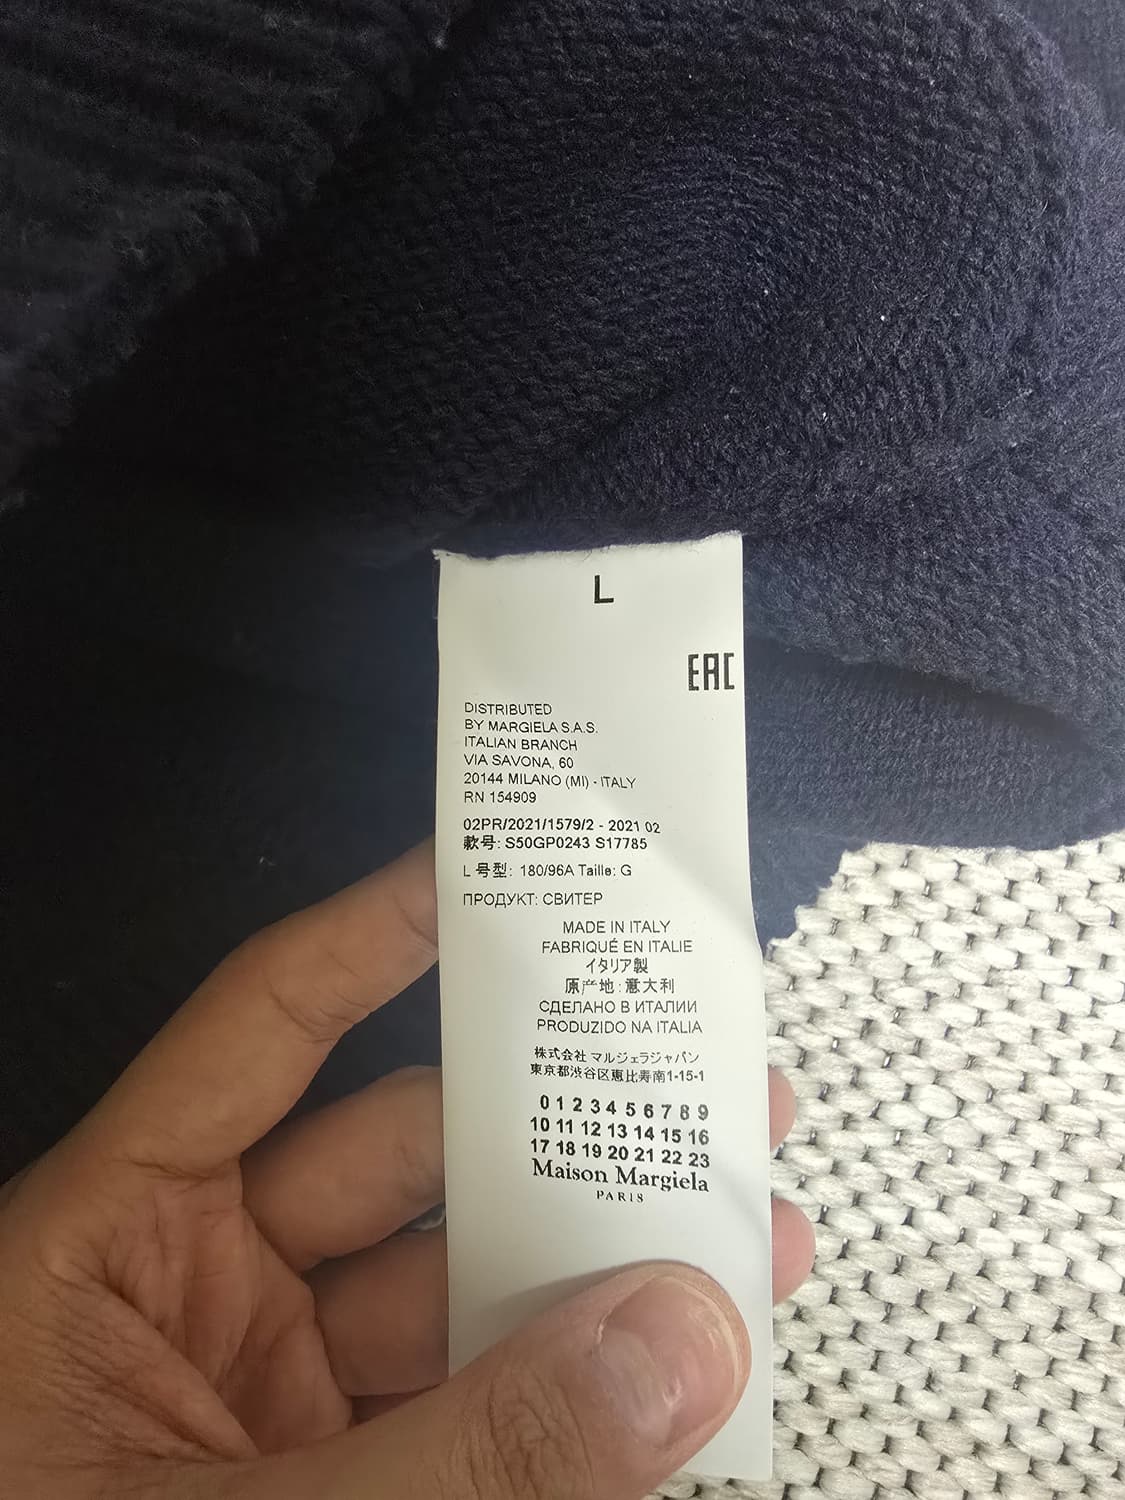 L
EAC
DISTRIBUTED
BY MARGIELA S.A.S.
ITALIAN BRANCH
VIA SAVONA, 60
20144 MILANO (MI) - ITALY
RN 154909
02PR/2021/1579/2 - 2021 02
款号: S50GP0243 S17785
L 号型: 180/96A Taille: G
ПРОДУКТ: СВИТЕР
MADE IN ITALY
FABRIQUÉ EN ITALIE
イタリア製
原产地:意大利
СДЕЛАНО В ИТАЛИИ
PRODUZIDO NA ITALIA
株式会社 マルジェラジャパン
東京都渋谷区恵比寿南1-15-1
0 1 2 3 4 5 6 7 8 9
10 11 12 13 14 15 16
17 18 19 20 21 22 23
Maison Margiela
PARIS